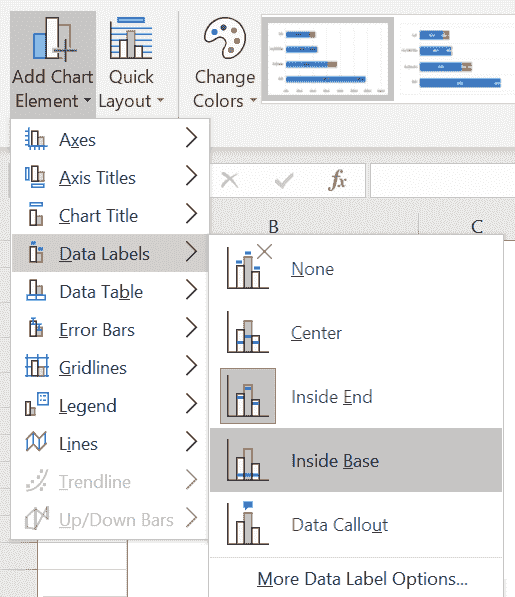 Add Chart
Element
Quick
Layout
Change
Colors
fx
B
C
Axes
Axis Titles
Chart Title
Data Labels
Data Table
Error Bars
Gridlines
Legend
Lines
Trendline
Up/Down Bars
None
Center
Inside End
Inside Base
Data Callout
More Data Label Options...